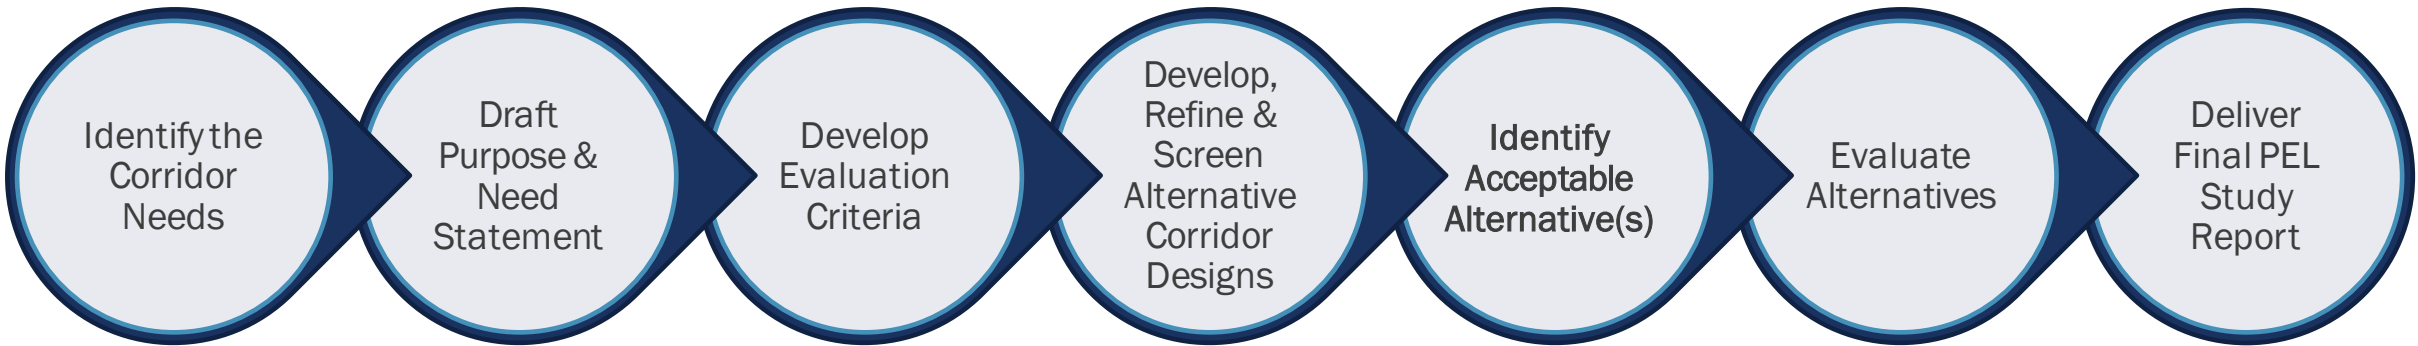 Identify the
Corridor
Needs
Draft
Purpose &
Need
Statement
Develop
Evaluation
Criteria
Develop,
Refine &
Screen
Alternative
Corridor
Designs
Identify
Acceptable
Alternative(s)
Evaluate
Alternatives
Deliver
Final PEL
Study
Report